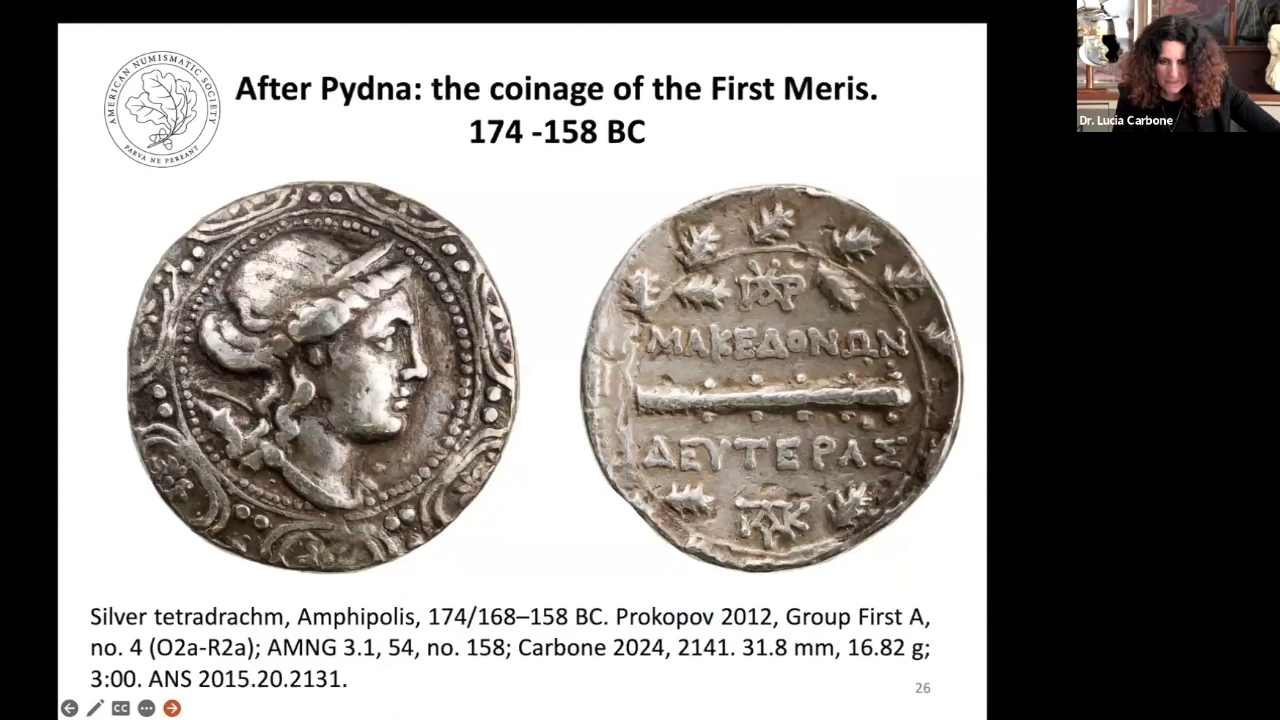 AMERICAN NUMISMATIC SOCIETY
PARVA NE PEREANT
After Pydna: the coinage of the First Meris.
174 -158 BC
ΜΑΚΕΔΟΝΩΝ
ΔΕΥΤΕΡΑΣ
Silver tetradrachm, Amphipolis, 174/168–158 BC. Prokopov 2012, Group First A,
no. 4 (O2a-R2a); AMNG 3.1, 54, no. 158; Carbone 2024, 2141. 31.8 mm, 16.82 g;
3:00. ANS 2015.20.2131.
26
CC
Dr. Lucia Carbone